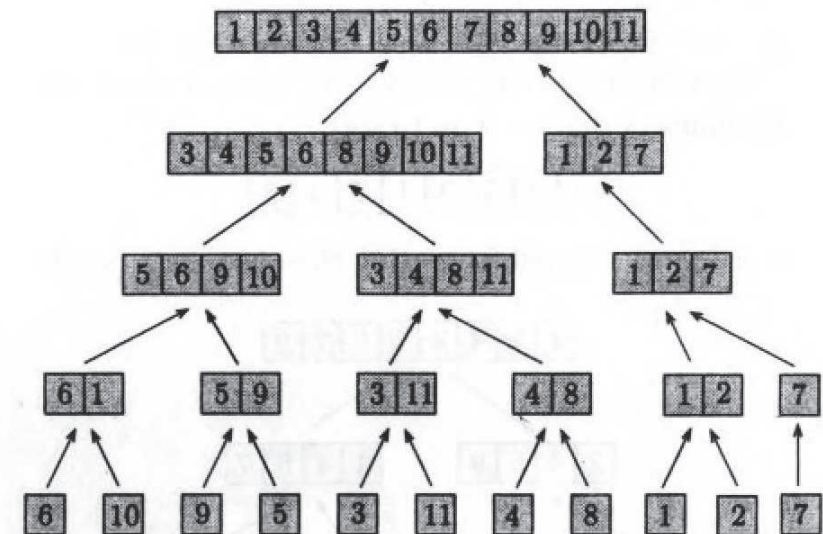 1 2 3 4 5 6 7 8 9 10 11
3 4 5 6 8 9 10 11 1 2 7
5 6 9 10 3 4 8 11 1 2 7
6 1 5 9 3 11 4 8 1 2 7
6 10 9 5 3 11 4 8 1 2 7